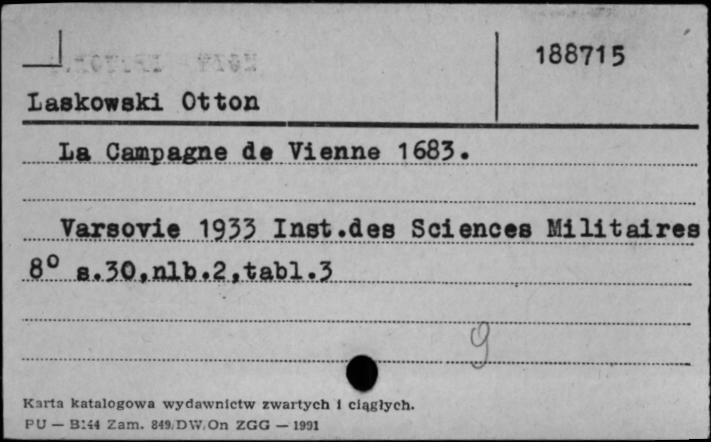 188715
Laskowski Otton
La Campagne de Vienne 1683.
Varsovie 1933 Inst.des Sciences Militaires
8° s.30,nlb.2,tabl.3
9
Karta katalogowa wydawnictw zwartych i ciągłych.
PU — B144 Zam. 849/DW/On ZGG — 1991